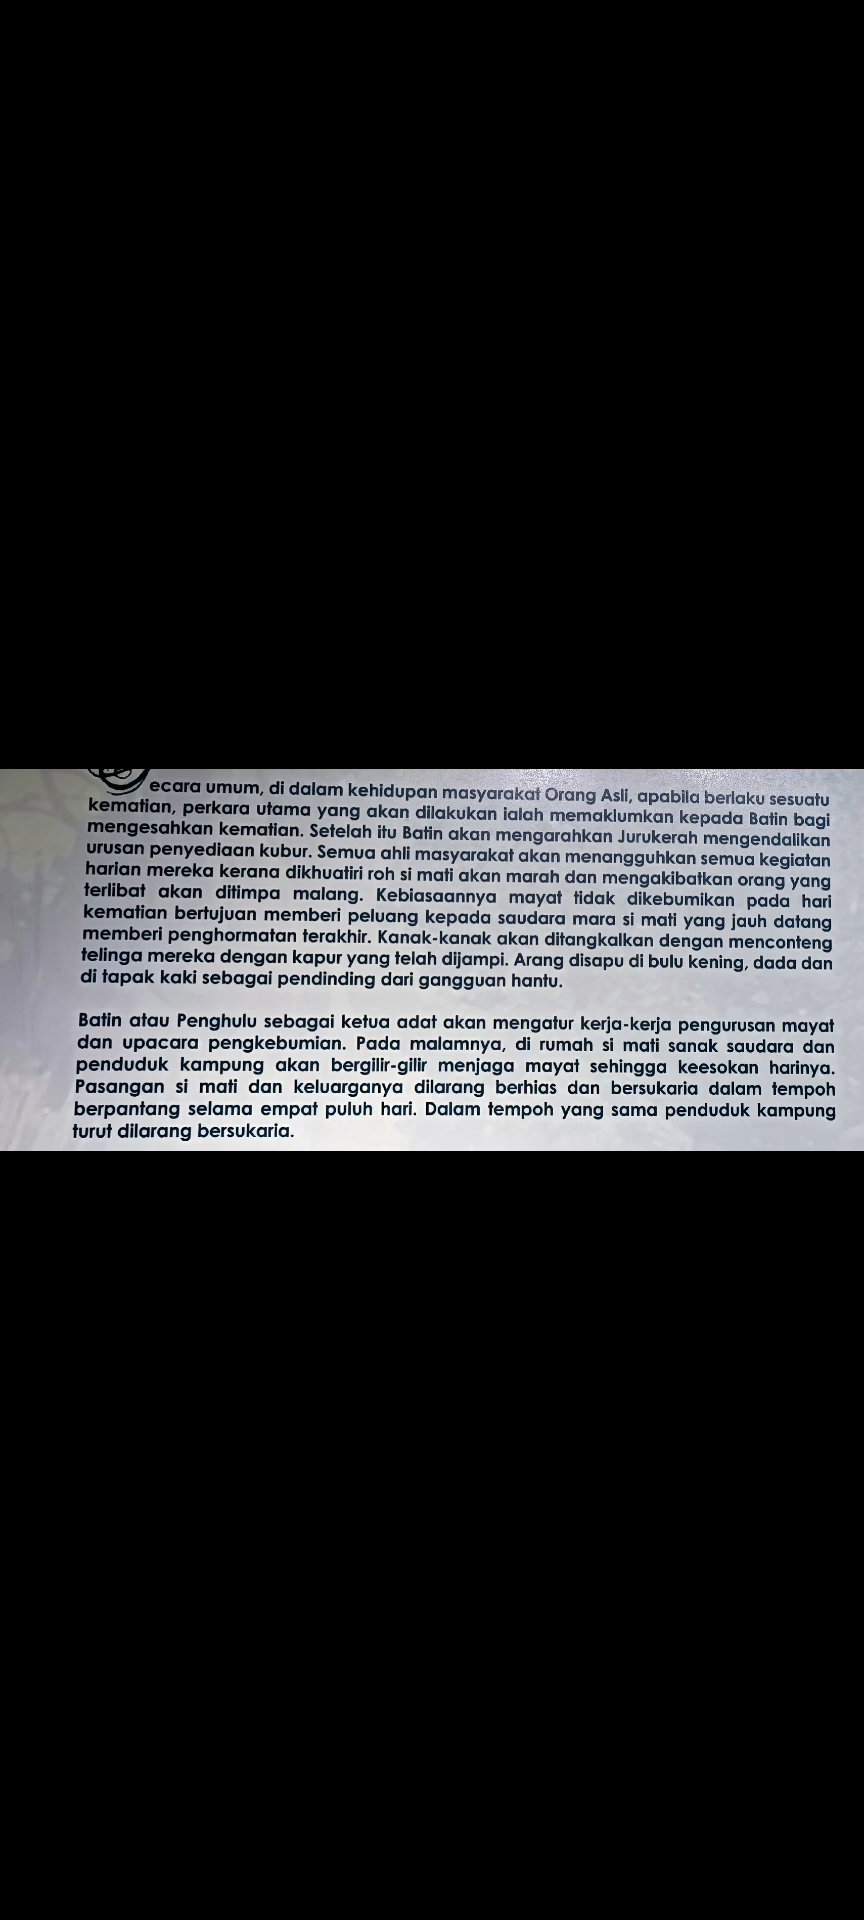 ecara umum, di dalam kehidupan masyarakat Orang Asli, apabila berlaku sesuatu
kematian, perkara utama yang akan dilakukan ialah memaklumkan kepada Batin bagi
mengesahkan kematian. Setelah itu Batin akan mengarahkan Jurukerah mengendalikan
urusan penyediaan kubur. Semua ahli masyarakat akan menangguhkan semua kegiatan
harian mereka kerana dikhuatiri roh si mati akan marah dan mengakibatkan orang yang
terlibat akan ditimpa malang. Kebiasaannya mayat tidak dikebumikan pada hari
kematian bertujuan memberi peluang kepada saudara mara si mati yang jauh datang
memberi penghormatan terakhir. Kanak-kanak akan ditangkalkan dengan menconteng
telinga mereka dengan kapur yang telah dijampi. Arang disapu di bulu kening, dada dan
di tapak kaki sebagai pendinding dari gangguan hantu.
Batin atau Penghulu sebagai ketua adat akan mengatur kerja-kerja pengurusan mayat
dan upacara pengkebumian. Pada malamnya, di rumah si mati sanak saudara dan
penduduk kampung akan bergilir-gilir menjaga mayat sehingga keesokan harinya.
Pasangan si mati dan keluarganya dilarang berhias dan bersukaria dalam tempoh
berpantang selama empat puluh hari. Dalam tempoh yang sama penduduk kampung
turut dilarang bersukaria.